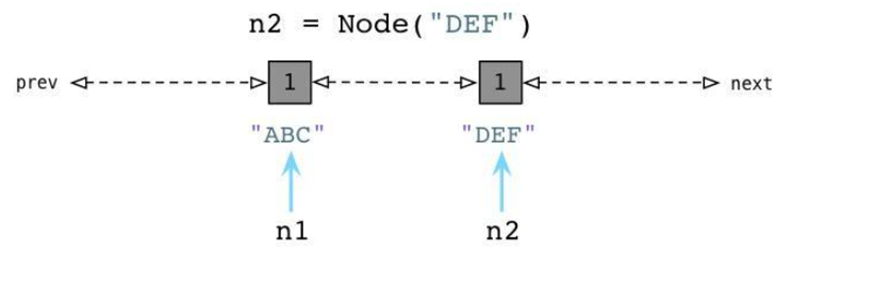 n2 = Node("DEF")
prev 1 1 next
"ABC" "DEF"
n1 n2